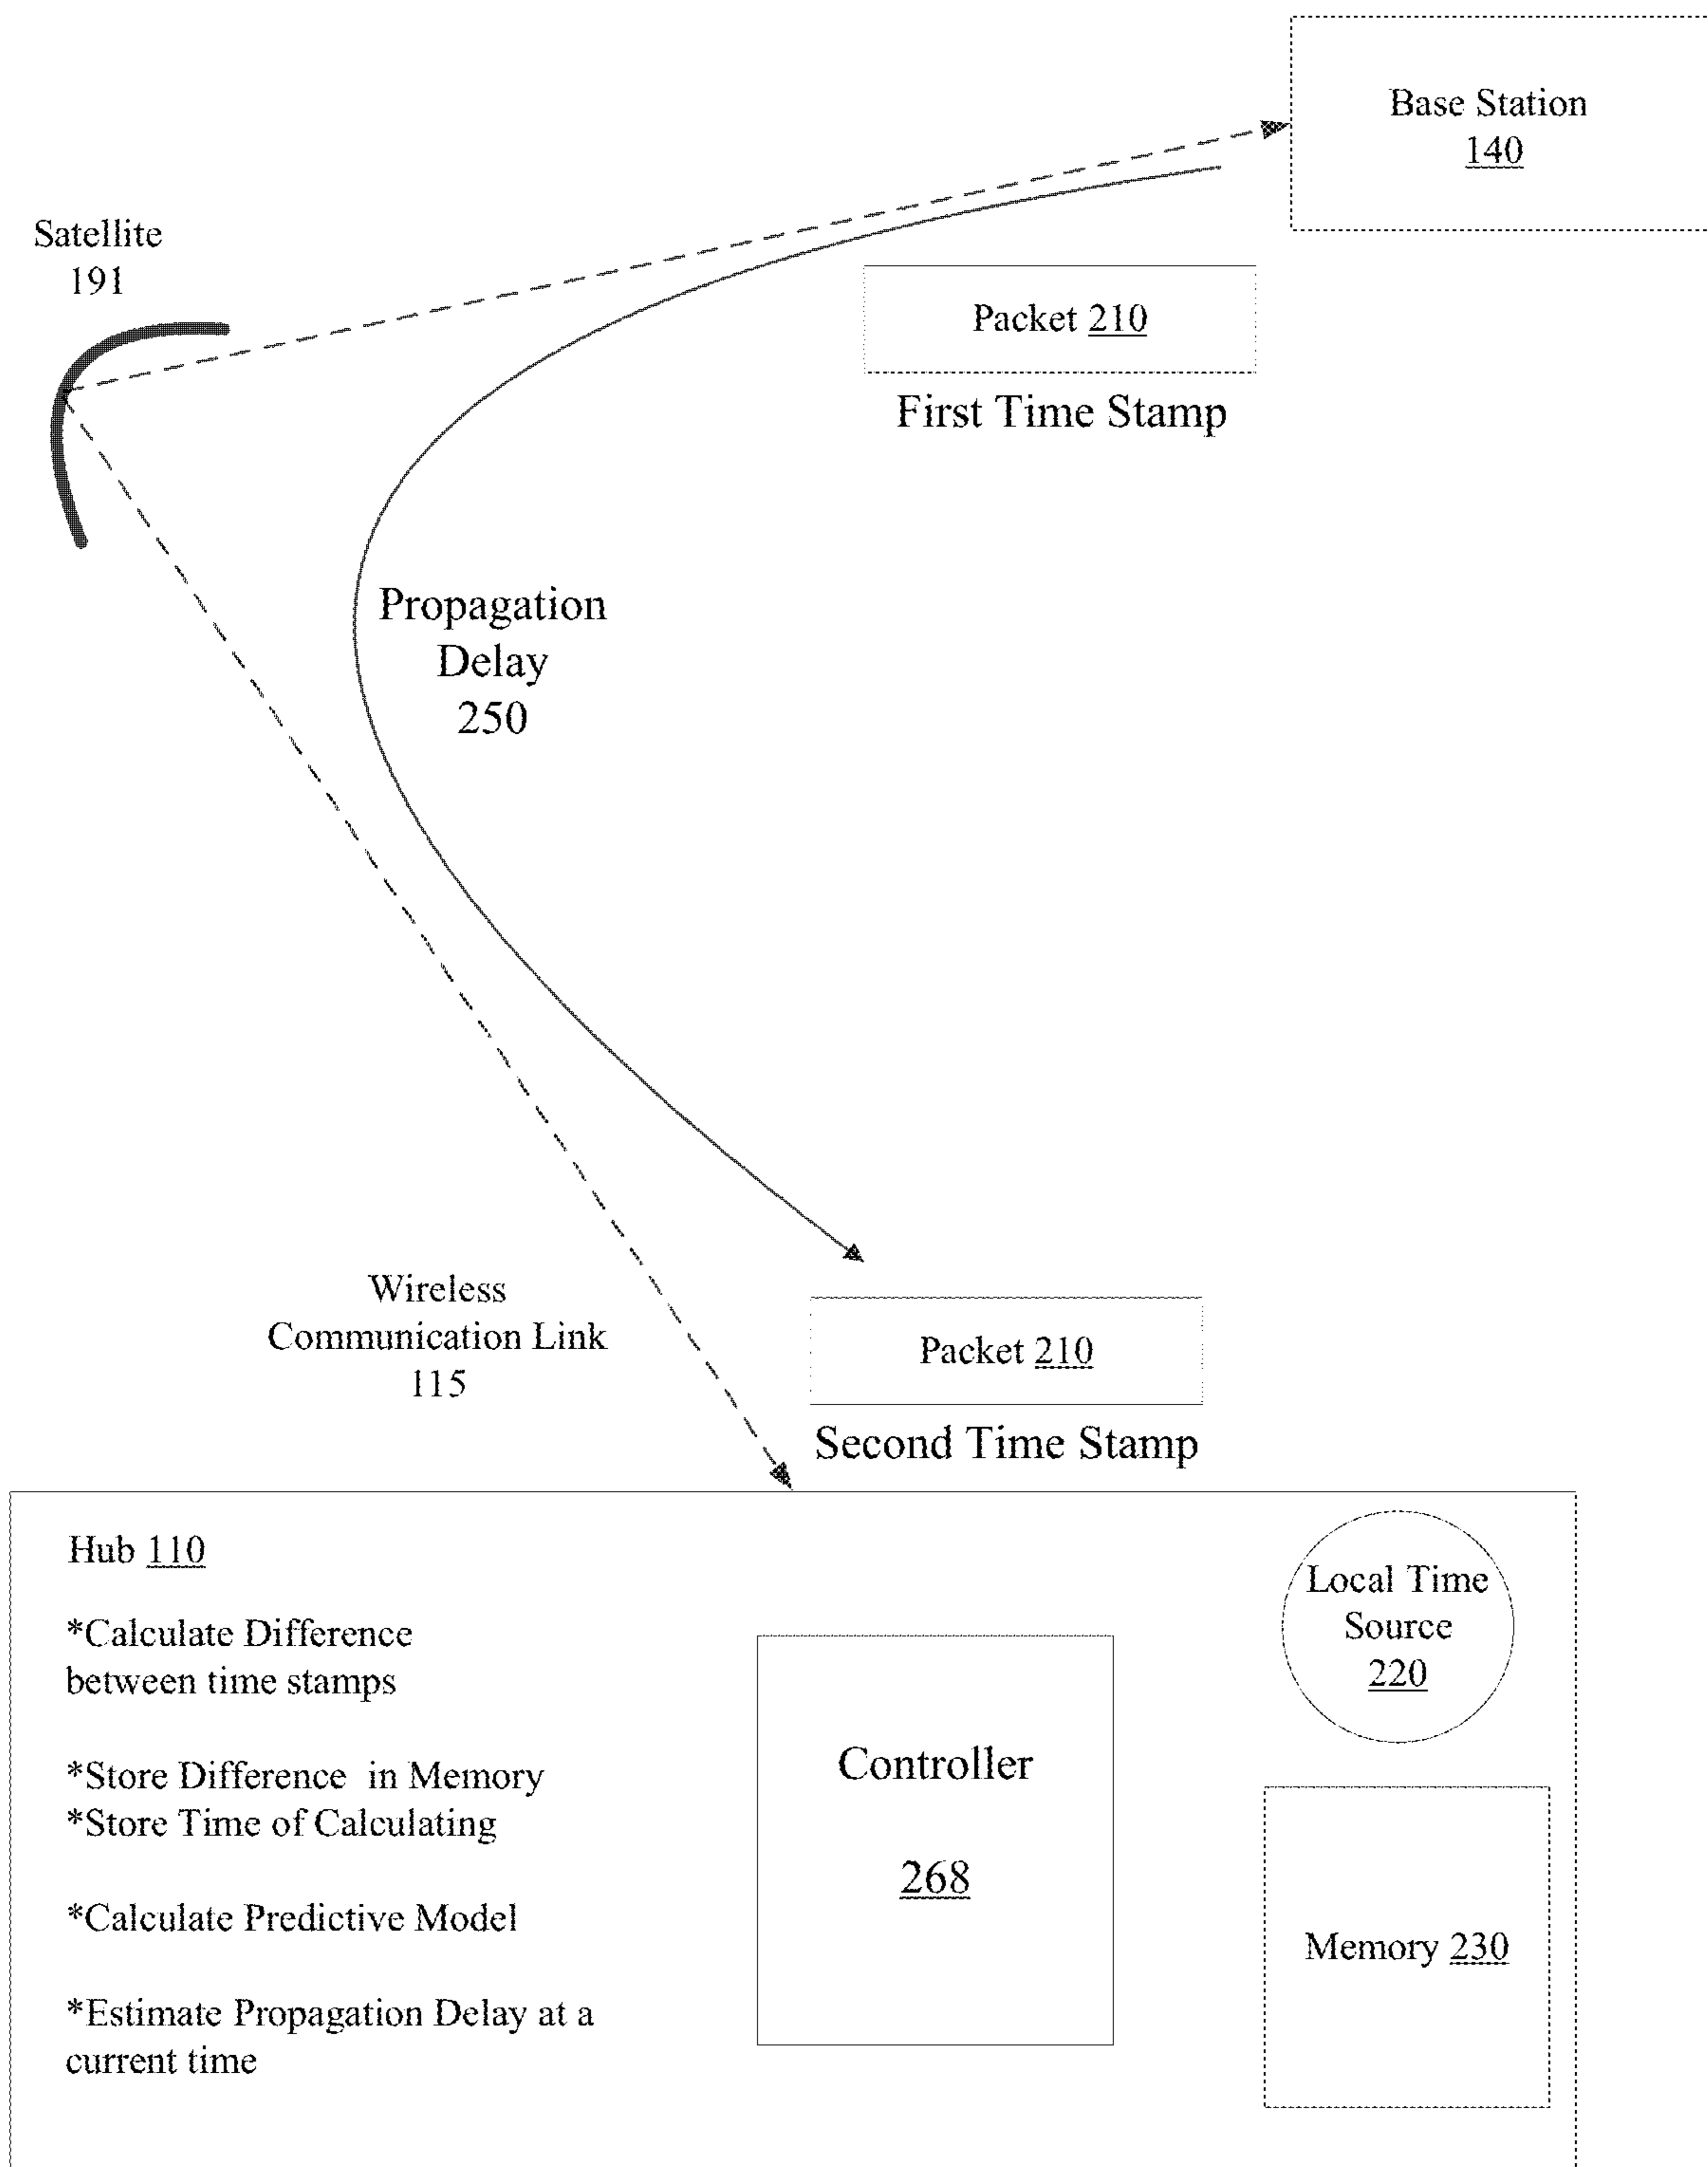 Base Station
140
Satellite
191
Packet 210
First Time Stamp
Propagation
Delay
250
Wireless
Communication Link
115
Packet 210
Second Time Stamp
Hub 110
*Calculate Difference
between time stamps
*Store Difference in Memory
*Store Time of Calculating
*Calculate Predictive Model
*Estimate Propagation Delay at a
current time
Controller
268
Local Time
Source
220
Memory 230